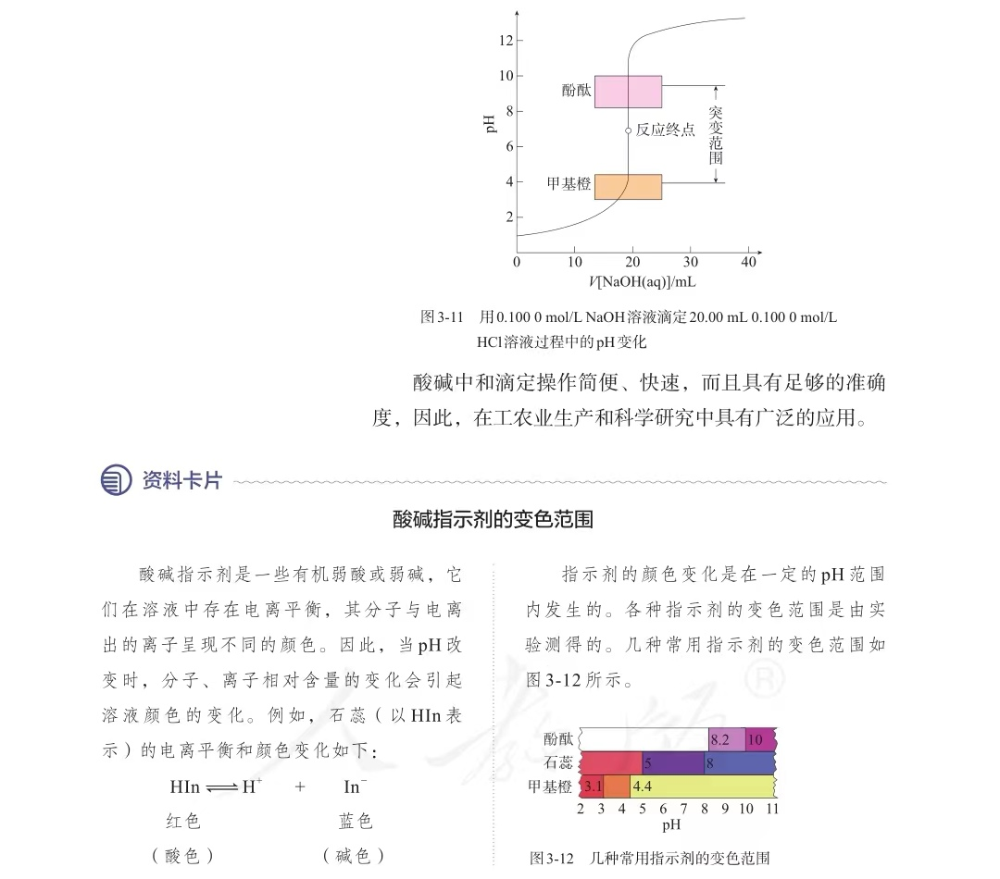 12
10
8
6
4
2
pH
酚酞
甲基橙
反应终点
突变范围
0 10 20 30 40
V[NaOH(aq)]/mL
图3-11 用0.100 0 mol/L NaOH溶液滴定20.00 mL 0.100 0 mol/L
HCl溶液过程中的pH变化
酸碱中和滴定操作简便、快速，而且具有足够的准确
度，因此，在工农业生产和科学研究中具有广泛的应用。
资料卡片
酸碱指示剂的变色范围
酸碱指示剂是一些有机弱酸或弱碱，它
们在溶液中存在电离平衡，其分子与电离
出的离子呈现不同的颜色。因此，当pH改
变时，分子、离子相对含量的变化会引起
溶液颜色的变化。例如，石蕊（以HIn表
示）的电离平衡和颜色变化如下：
HIn ⇌ H⁺ + In⁻
红色 蓝色
（酸色） （碱色）
指示剂的颜色变化是在一定的pH范围
内发生的。各种指示剂的变色范围是由实
验测得的。几种常用指示剂的变色范围如
图3-12所示。
酚酞 8.2 10
石蕊 5 8
甲基橙 3.1 4.4
2 3 4 5 6 7 8 9 10 11
pH
图3-12 几种常用指示剂的变色范围
人教版®